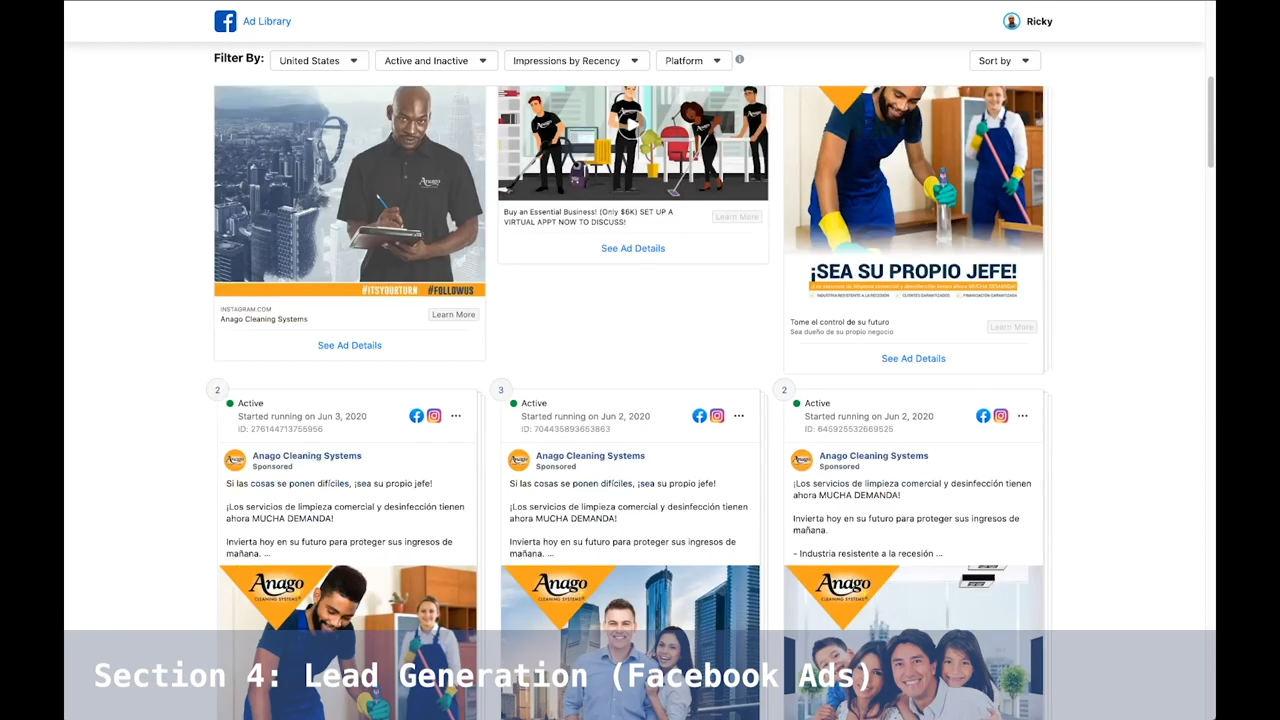 Ad Library
Ricky
Filter By:
United States
Active and Inactive
Impressions by Recency
Platform
Sort by
Anago
#ITSYOURTURN #FOLLOWUS
INSTAGRAM.COM
Anago Cleaning Systems
Learn More
See Ad Details
Buy an Essential Business! (Only $6K) SET UP A
VIRTUAL APPT NOW TO DISCUSS!
Learn More
See Ad Details
¡SEA SU PROPIO JEFE!
INDUSTRIA RESISTENTE A LA RECESIÓN
CLIENTES GARANTIZADOS
FINANCIACIÓN GARANTIZADA
Tome el control de su futuro
Sea dueño de su propio negocio
Learn More
See Ad Details
2
Active
Started running on Jun 3, 2020
ID: 276144713755956
Anago Cleaning Systems
Sponsored
Si las cosas se ponen difíciles, ¡sea su propio jefe!
¡Los servicios de limpieza comercial y desinfección tienen
ahora MUCHA DEMANDA!
Invierta hoy en su futuro para proteger sus ingresos de
mañana. ...
Anago
CLEANING SYSTEMS
3
Active
Started running on Jun 2, 2020
ID: 704435893653863
Anago Cleaning Systems
Sponsored
Si las cosas se ponen difíciles, ¡sea su propio jefe!
¡Los servicios de limpieza comercial y desinfección tienen
ahora MUCHA DEMANDA!
Invierta hoy en su futuro para proteger sus ingresos de
mañana. ...
Anago
CLEANING SYSTEMS
2
Active
Started running on Jun 2, 2020
ID: 645925532669525
Anago Cleaning Systems
Sponsored
¡Los servicios de limpieza comercial y desinfección tienen
ahora MUCHA DEMANDA!
Invierta hoy en su futuro para proteger sus ingresos de
mañana.
- Industria resistente a la recesión ...
Anago
CLEANING SYSTEMS
Section 4: Lead Generation (Facebook Ads)